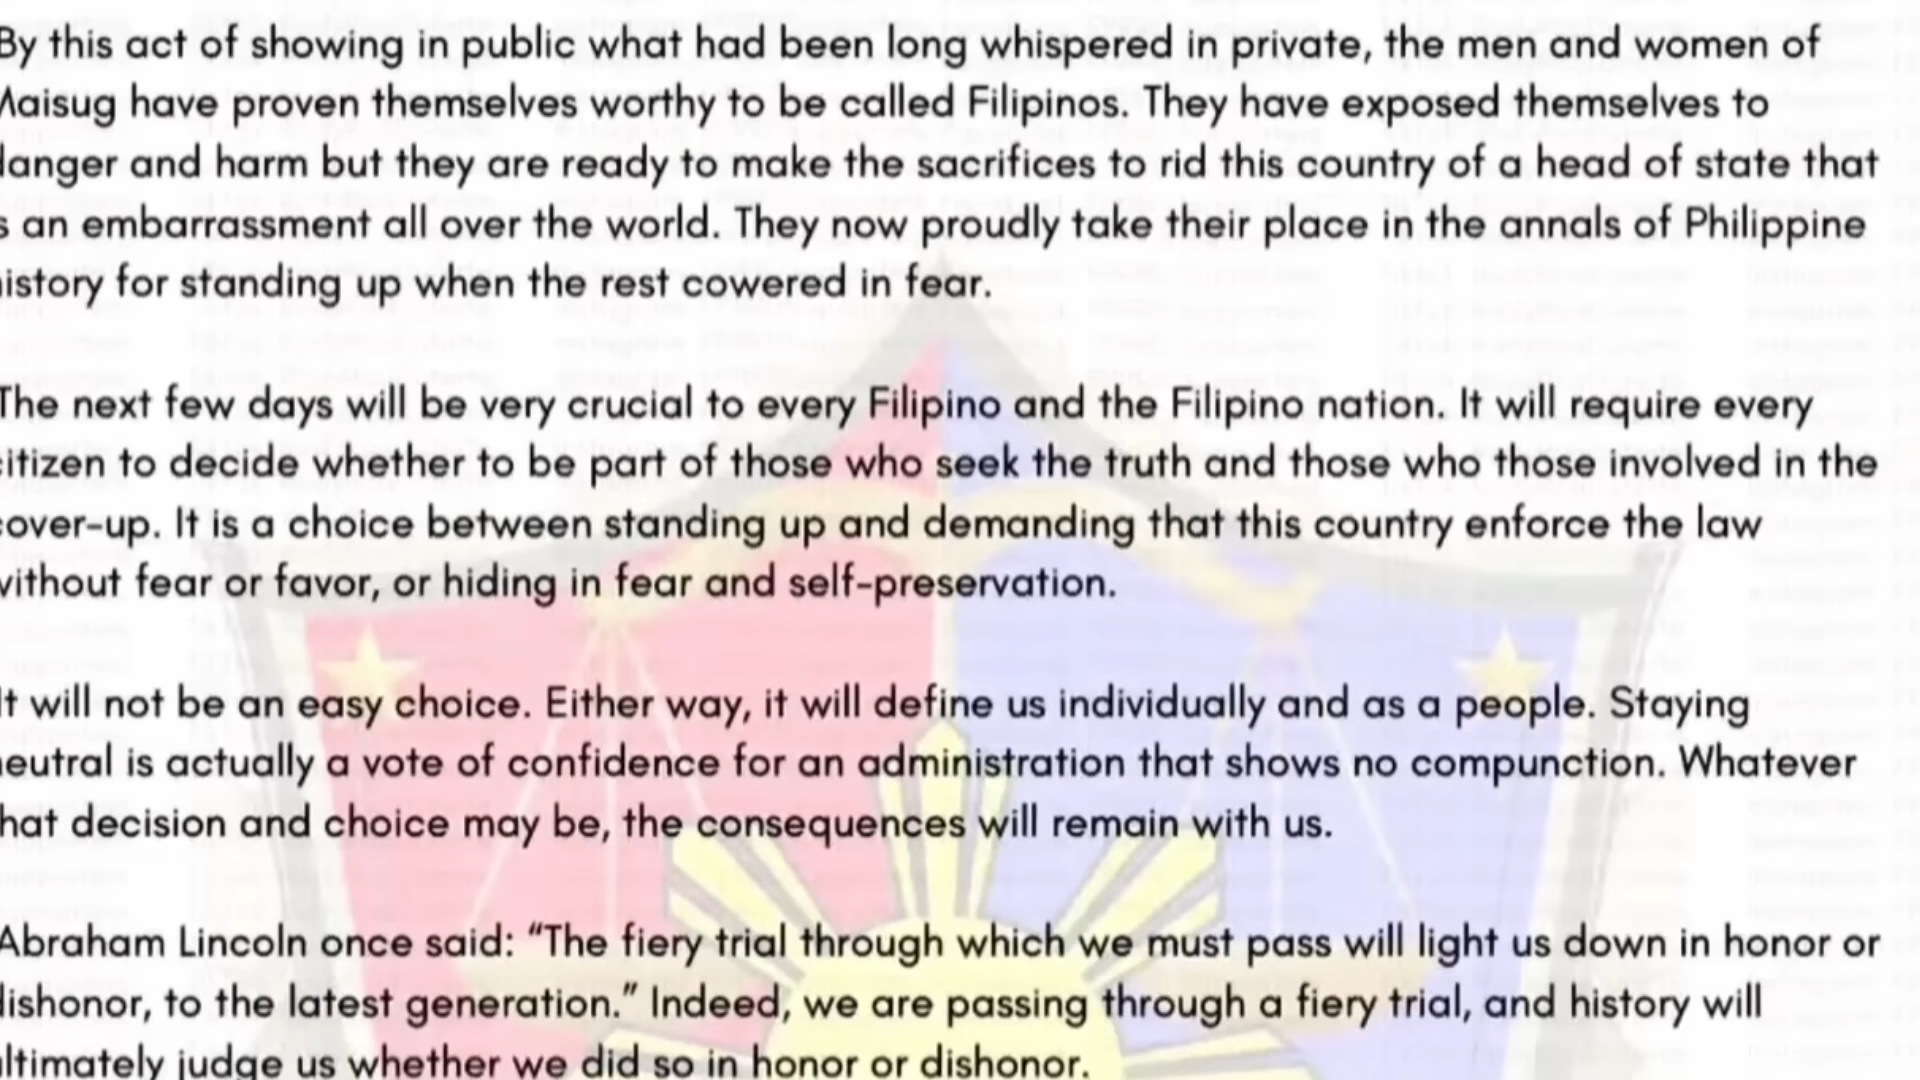 By this act of showing in public what had been long whispered in private, the men and women of
Maisug have proven themselves worthy to be called Filipinos. They have exposed themselves to
danger and harm but they are ready to make the sacrifices to rid this country of a head of state that
s an embarrassment all over the world. They now proudly take their place in the annals of Philippine
history for standing up when the rest cowered in fear.
The next few days will be very crucial to every Filipino and the Filipino nation. It will require every
citizen to decide whether to be part of those who seek the truth and those who those involved in the
cover-up. It is a choice between standing up and demanding that this country enforce the law
without fear or favor, or hiding in fear and self-preservation.
It will not be an easy choice. Either way, it will define us individually and as a people. Staying
neutral is actually a vote of confidence for an administration that shows no compunction. Whatever
that decision and choice may be, the consequences will remain with us.
Abraham Lincoln once said: “The fiery trial through which we must pass will light us down in honor or
dishonor, to the latest generation.” Indeed, we are passing through a fiery trial, and history will
ultimately judge us whether we did so in honor or dishonor.